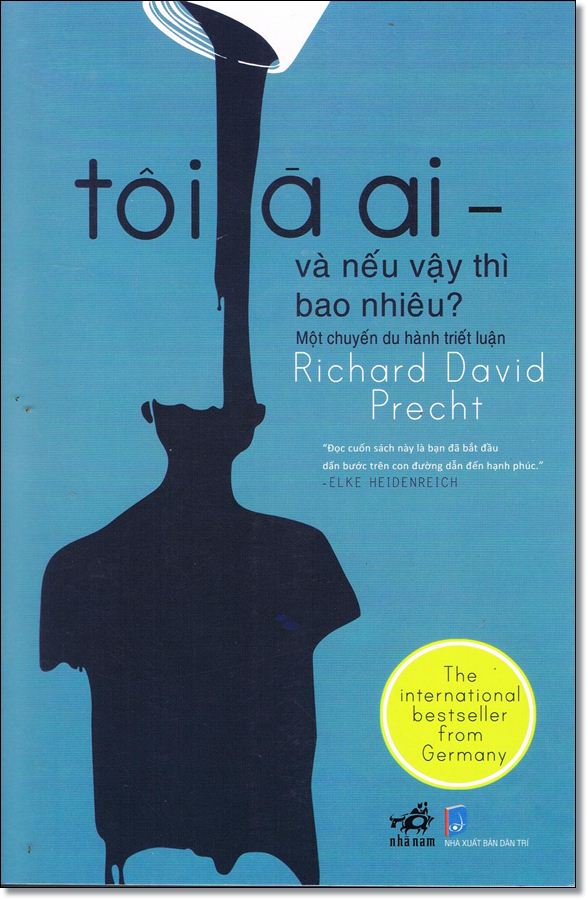 tôi là ai –
và nếu vậy thì
bao nhiêu?
Một chuyến du hành triết luận
Richard David
Precht
“Đọc cuốn sách này là bạn đã bắt đầu
dấn bước trên con đường dẫn đến hạnh phúc.”
-ELKE HEIDENREICH
The
international
bestseller
from
Germany
nhã nam
NHÀ XUẤT BẢN DÂN TRÍ